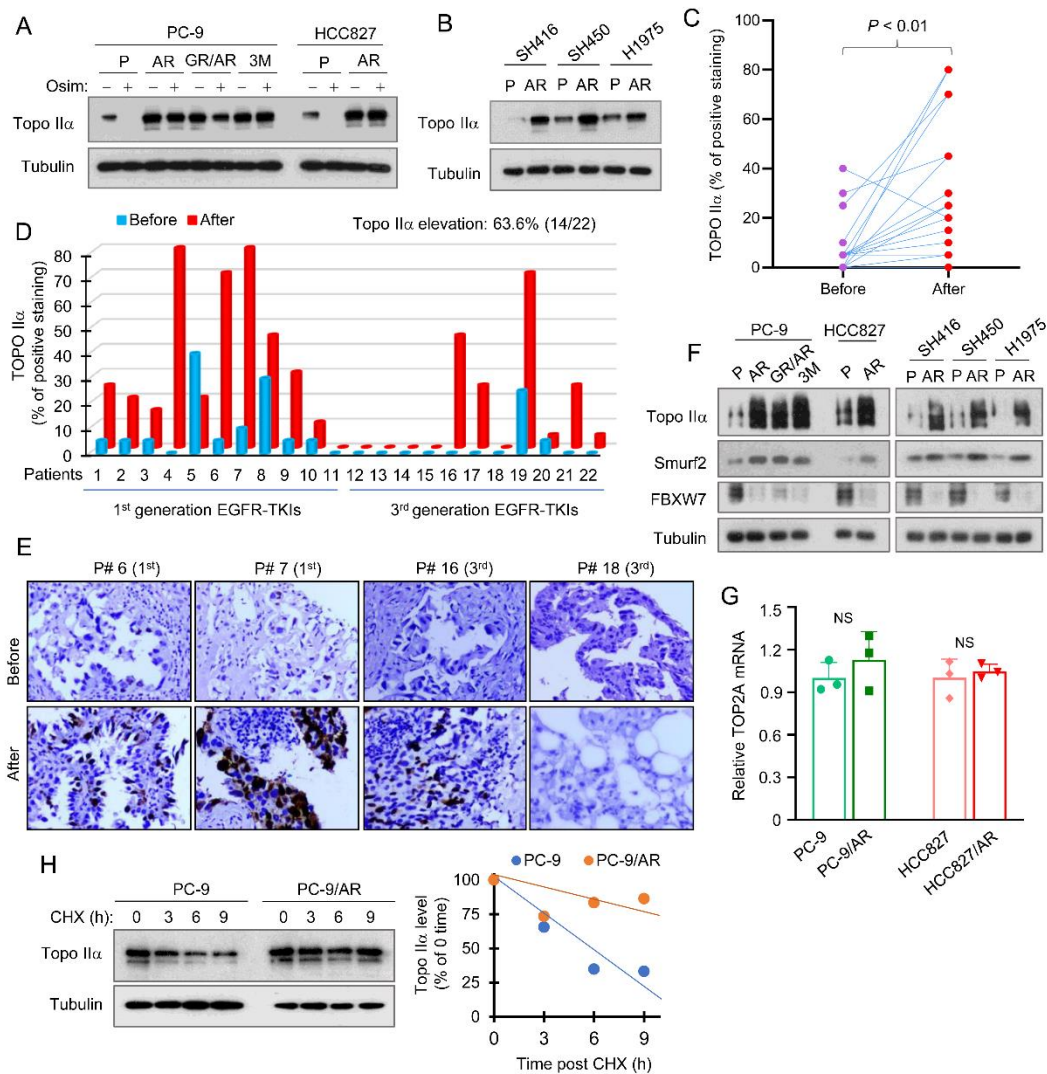 A
PC-9 HCC827
P AR GR/AR 3M P AR
Osim: – + – + – + – + – + – +
Topo IIα
Tubulin
B
SH416 SH450 H1975
P AR P AR P AR
Topo IIα
Tubulin
C
P < 0.01
TOPO IIα (% of positive staining)
100
80
60
40
20
0
Before After
D
Before After
Topo IIα elevation: 63.6% (14/22)
TOPO IIα
(% of positive staining)
80
70
60
50
40
30
20
10
0
Patients 1 2 3 4 5 6 7 8 9 10 11 12 13 14 15 16 17 18 19 20 21 22
1st generation EGFR-TKIs 3rd generation EGFR-TKIs
E
P# 6 (1st) P# 7 (1st) P# 16 (3rd) P# 18 (3rd)
Before
After
F
PC-9 HCC827 SH416 SH450 H1975
P AR GR/AR 3M P AR P AR P AR P AR
Topo IIα
Smurf2
FBXW7
Tubulin
G
Relative TOP2A mRNA
1.5
1.2
0.9
0.6
0.3
0
NS NS
PC-9 PC-9/AR HCC827 HCC827/AR
H
PC-9 PC-9/AR
CHX (h): 0 3 6 9 0 3 6 9
Topo IIα
Tubulin
PC-9 PC-9/AR
Topo IIα level
(% of 0 time)
100
75
50
25
0
0 3 6 9
Time post CHX (h)